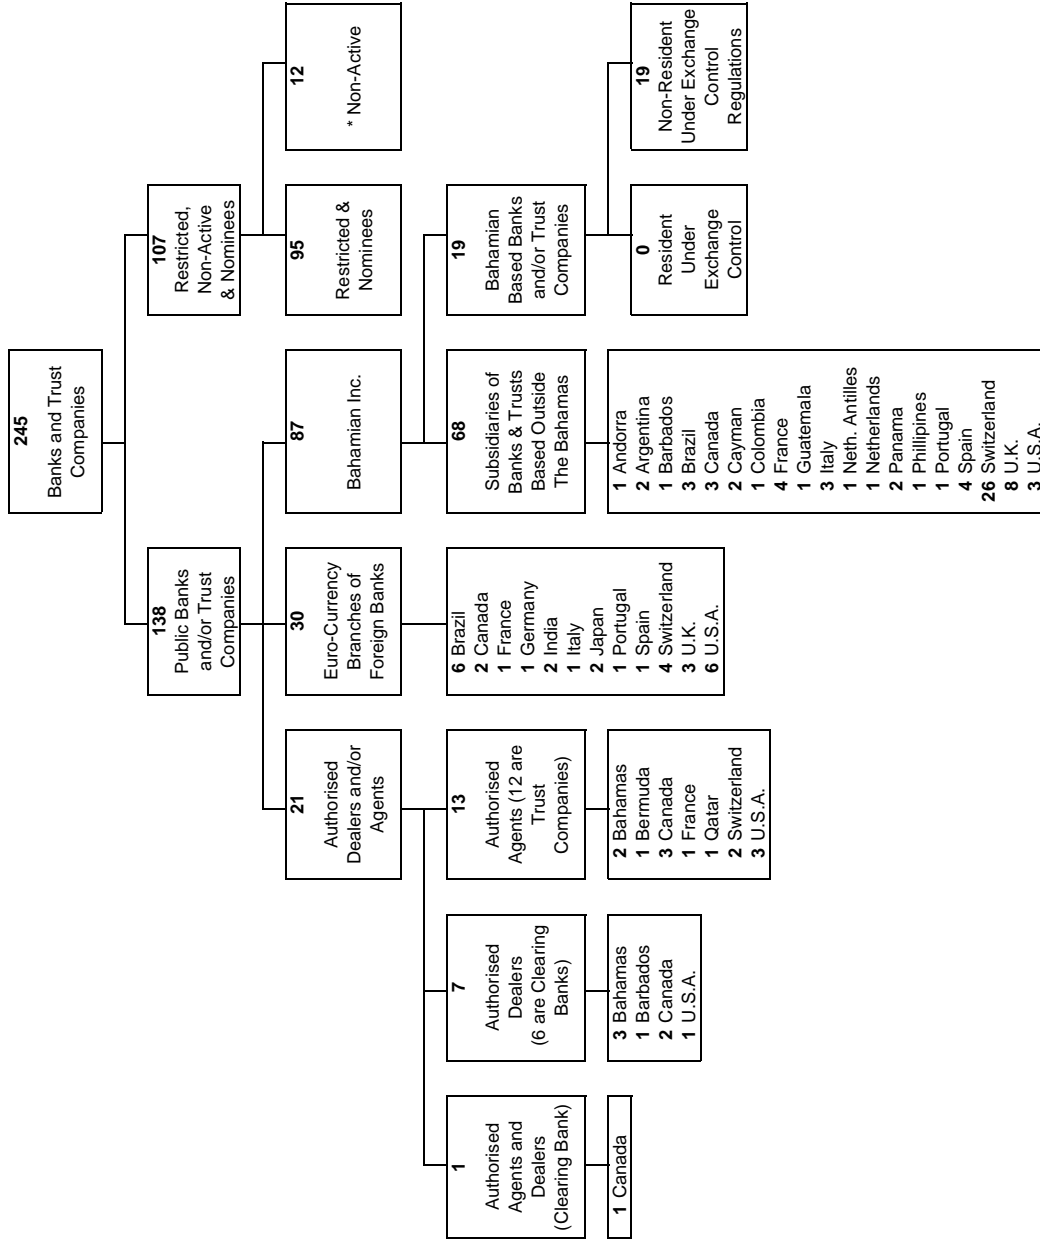 245
Banks and Trust
Companies
138
Public Banks
and/or Trust
Companies
107
Restricted,
Non-Active
& Nominees
21
Authorised
Dealers and/or
Agents
30
Euro-Currency
Branches of
Foreign Banks
87
Bahamian Inc.
95
Restricted &
Nominees
12
* Non-Active
1
Authorised
Agents and
Dealers
(Clearing Bank)
7
Authorised
Dealers
(6 are Clearing
Banks)
13
Authorised
Agents (12 are
Trust
Companies)
6 Brazil
2 Canada
1 France
1 Germany
2 India
1 Italy
2 Japan
1 Portugal
1 Spain
4 Switzerland
3 U.K.
6 U.S.A.
68
Subsidiaries of
Banks & Trusts
Based Outside
The Bahamas
19
Bahamian
Based Banks
and/or Trust
Companies
1 Canada
3 Bahamas
1 Barbados
2 Canada
1 U.S.A.
2 Bahamas
1 Bermuda
3 Canada
1 France
1 Qatar
2 Switzerland
3 U.S.A.
1 Andorra
2 Argentina
1 Barbados
3 Brazil
3 Canada
2 Cayman
1 Colombia
4 France
1 Guatemala
3 Italy
1 Neth. Antilles
1 Netherlands
2 Panama
1 Phillipines
1 Portugal
4 Spain
26 Switzerland
8 U.K.
3 U.S.A.
0
Resident
Under
Exchange
Control
19
Non-Resident
Under Exchange
Control
Regulations